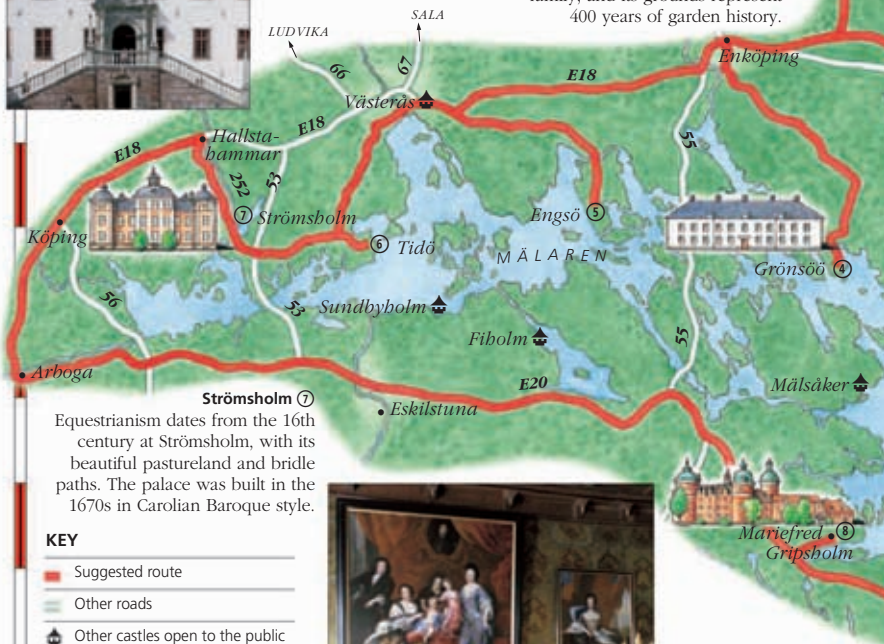 family, and its grounds represent
400 years of garden history.
LUDVIKA
SALA
66
67
E18
Enköping
Västerås
E18
Hallsta-
hammar
E18
55
252
53
⑦ Strömsholm
Engsö ⑤
Köping
⑥ Tidö
MÄLAREN
Grönsöö ④
56
53
Sundbyholm
Fiholm
55
Arboga
E20
Mälsåker
Eskilstuna
Strömsholm ⑦
Equestrianism dates from the 16th
century at Strömsholm, with its
beautiful pastureland and bridle
paths. The palace was built in the
1670s in Carolian Baroque style.
Mariefred ⑧
Gripsholm
KEY
Suggested route
Other roads
Other castles open to the public